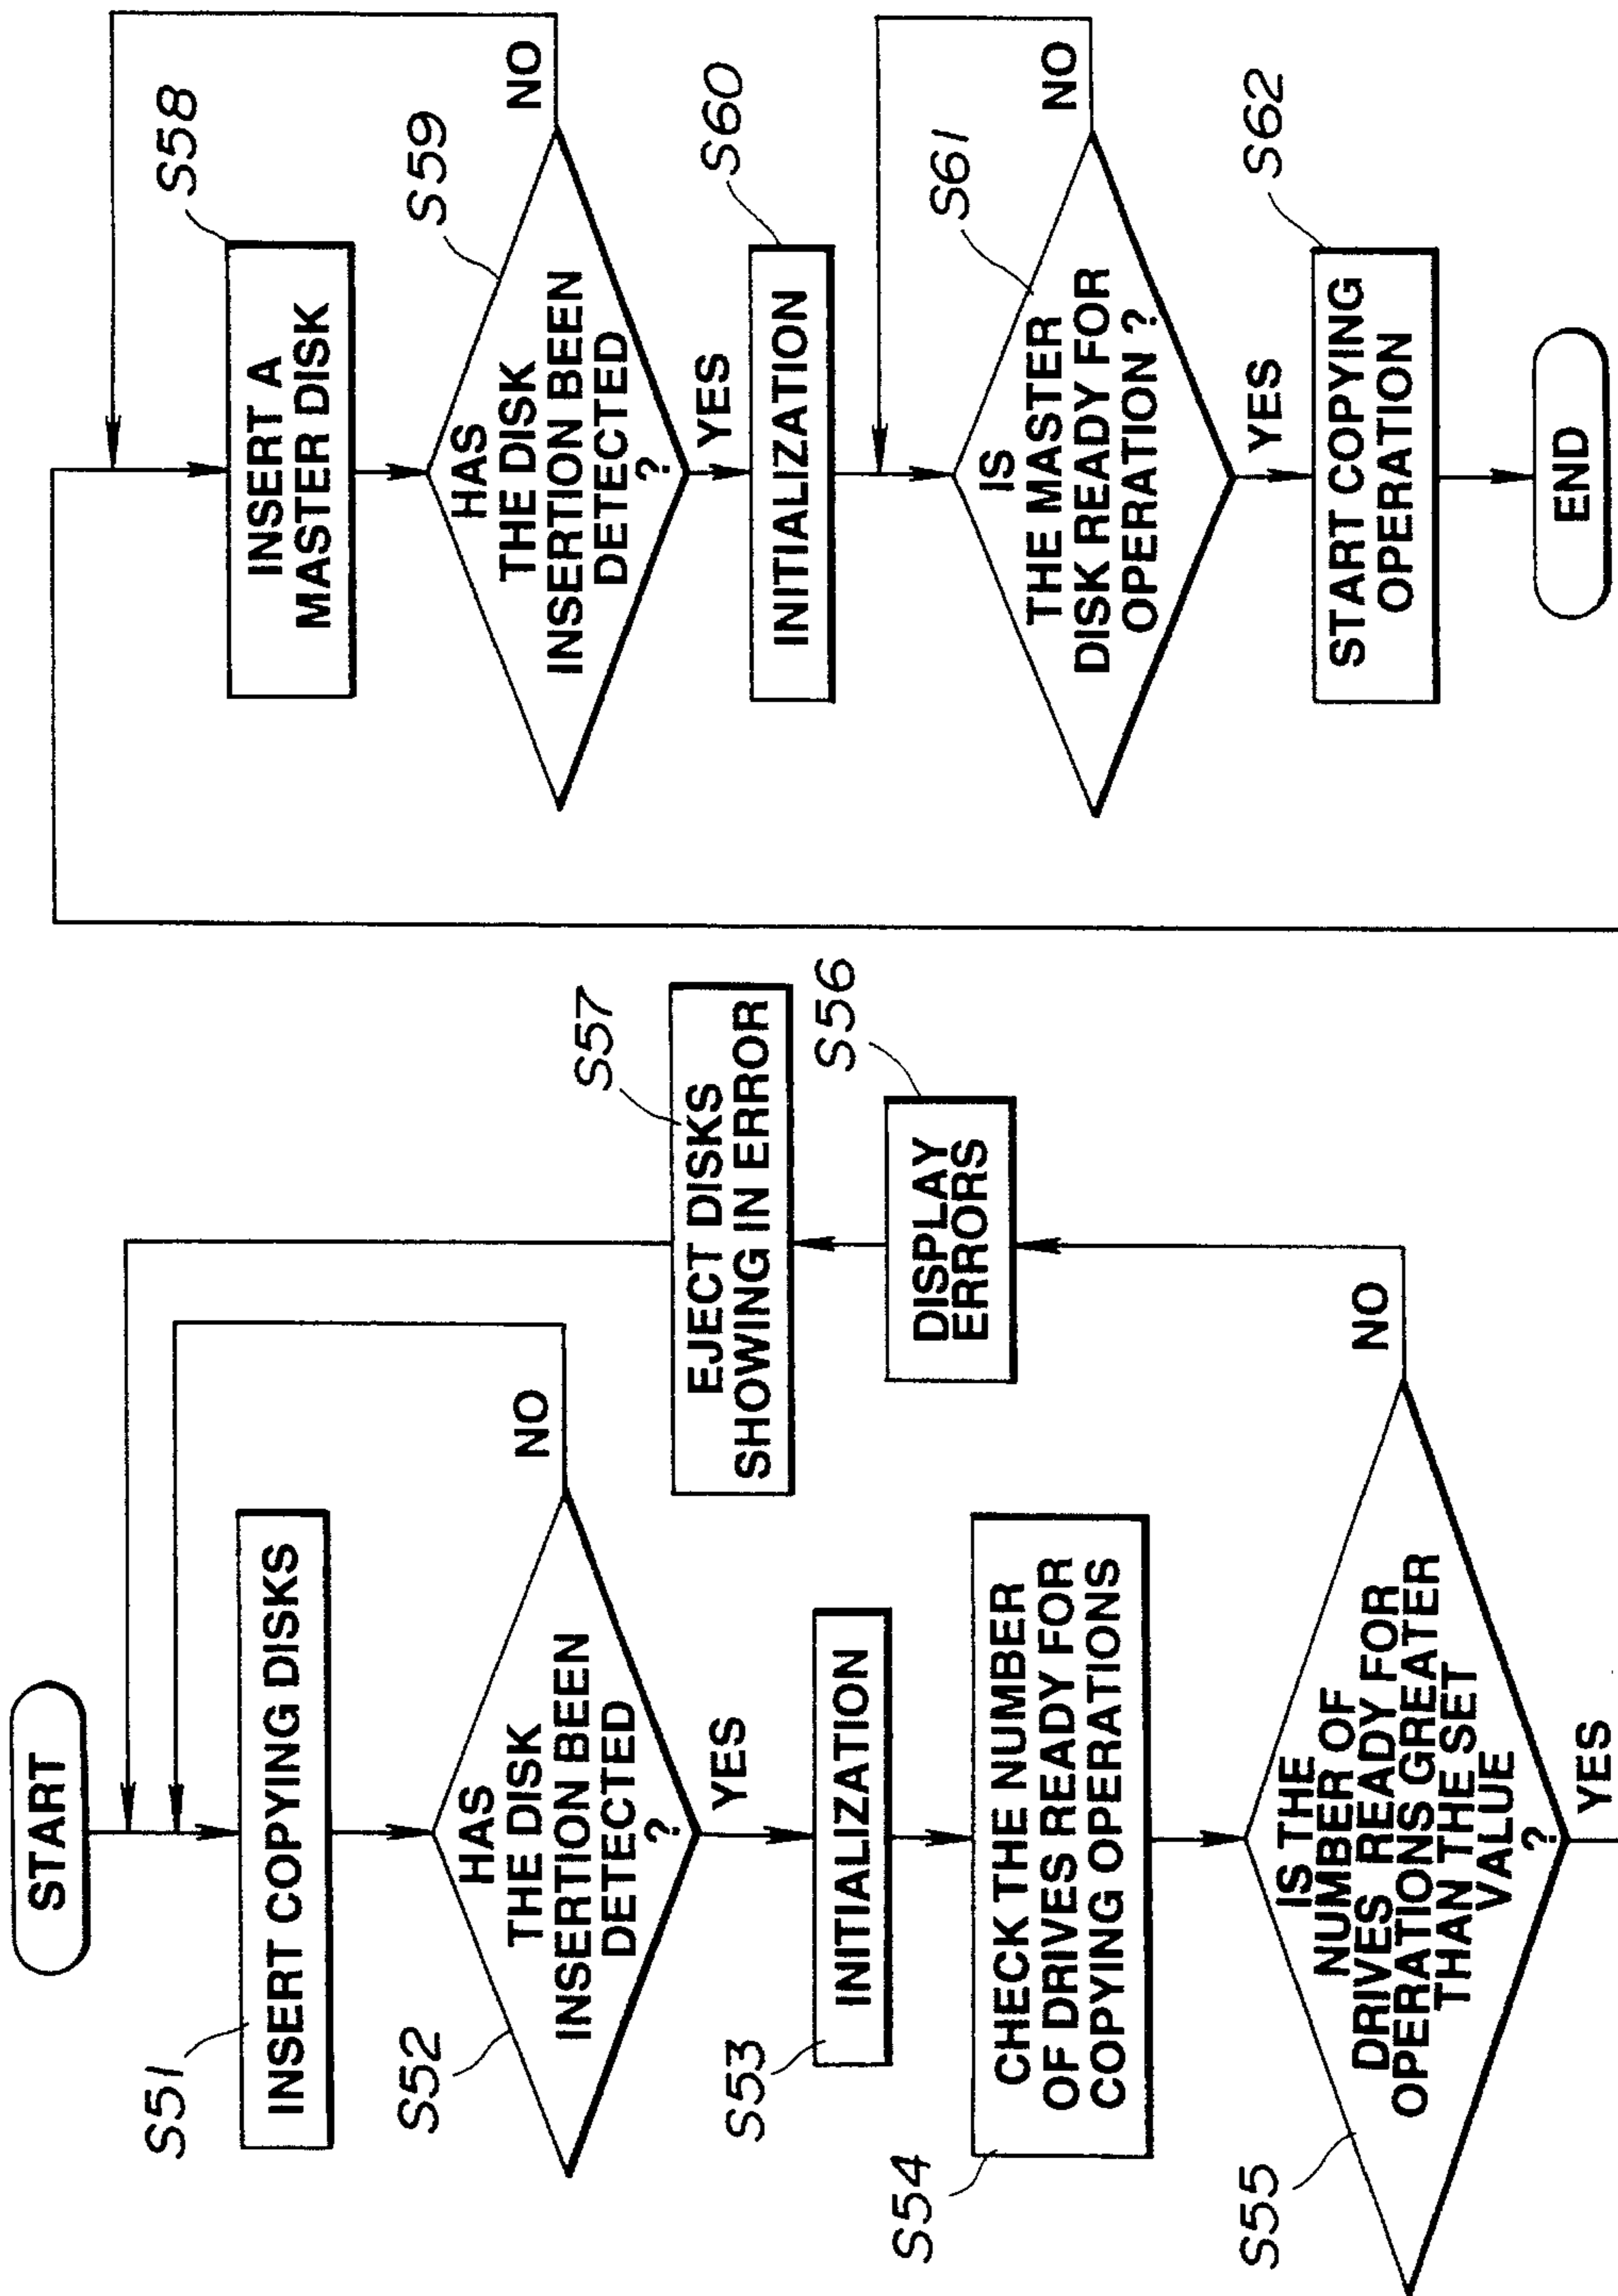 START
S51
INSERT COPYING DISKS
S52
HAS
THE DISK
INSERTION BEEN
DETECTED
?
NO
YES
S53
INITIALIZATION
S54
CHECK THE NUMBER
OF DRIVES READY FOR
COPYING OPERATIONS
S55
IS THE
NUMBER OF
DRIVES READY FOR
OPERATIONS GREATER
THAN THE SET
VALUE
?
NO
YES
S56
DISPLAY
ERRORS
S57
EJECT DISKS
SHOWING IN ERROR
S58
INSERT A
MASTER DISK
S59
HAS
THE DISK
INSERTION BEEN
DETECTED
?
NO
YES
S60
INITIALIZATION
S61
IS
THE MASTER
DISK READY FOR
OPERATION ?
NO
YES
S62
START COPYING
OPERATION
END